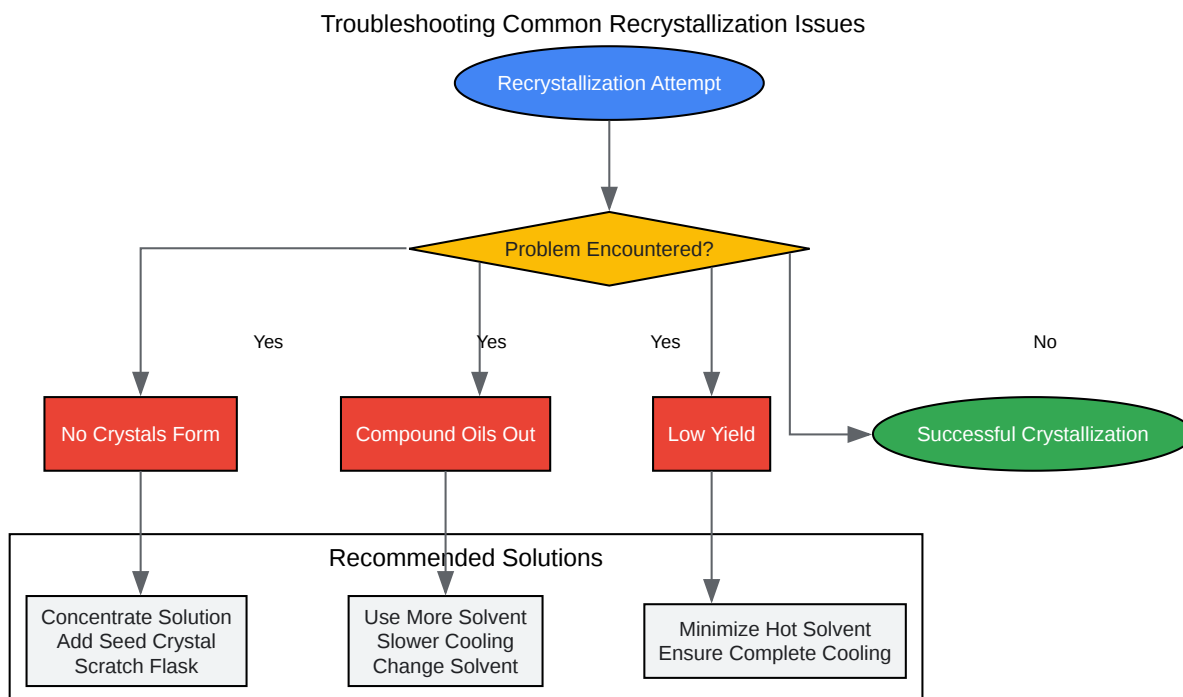 Troubleshooting Common Recrystallization Issues
Recrystallization Attempt
Problem Encountered?
Yes
Yes
Yes
No
No Crystals Form
Compound Oils Out
Low Yield
Successful Crystallization
Recommended Solutions
Concentrate Solution
Add Seed Crystal
Scratch Flask
Use More Solvent
Slower Cooling
Change Solvent
Minimize Hot Solvent
Ensure Complete Cooling